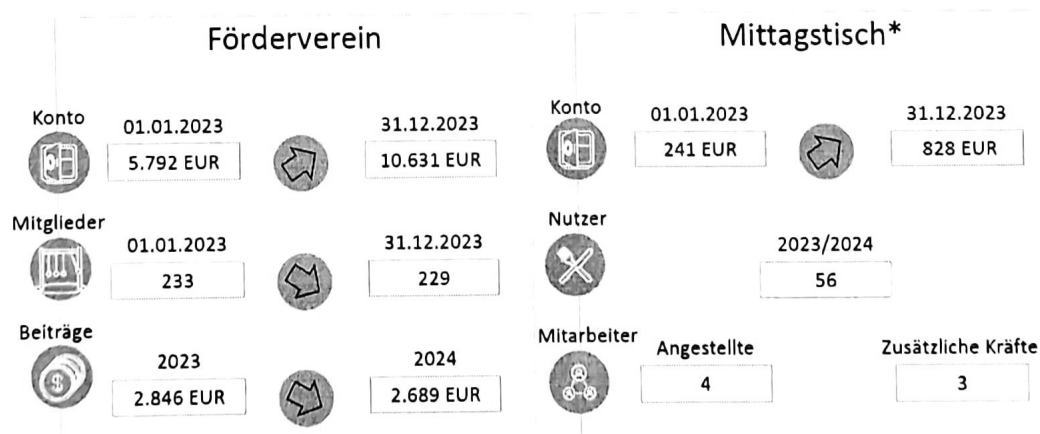 Förderverein
Konto
01.01.2023
31.12.2023
5.792 EUR
10.631 EUR
Mitglieder
01.01.2023
31.12.2023
233
229
Beiträge
2023
2024
2.846 EUR
2.689 EUR
Mittagstisch*
Konto
01.01.2023
31.12.2023
241 EUR
828 EUR
Nutzer
2023/2024
56
Mitarbeiter
Angestellte
Zusätzliche Kräfte
4
3